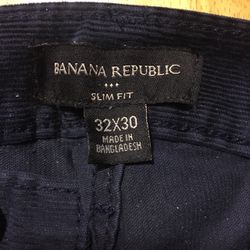 BANANA REPUBLIC
SLIM FIT
32X30
MADE IN
BANGLADESH